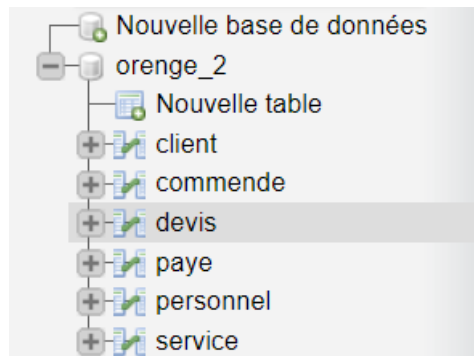 Nouvelle base de données
orenge_2
Nouvelle table
client
commende
devis
paye
personnel
service